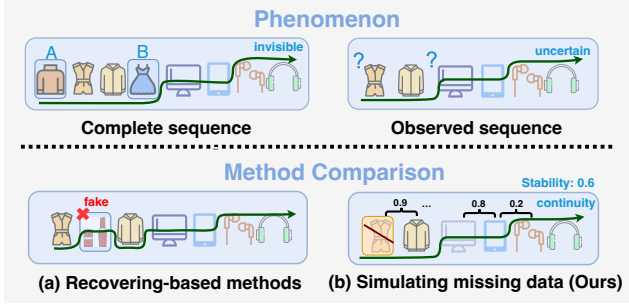 Phenomenon
A
B
invisible
?
?
uncertain
Complete sequence
Observed sequence
Method Comparison
Stability: 0.6
fake
0.9
...
0.8
0.2
continuity
(a) Recovering-based methods
(b) Simulating missing data (Ours)